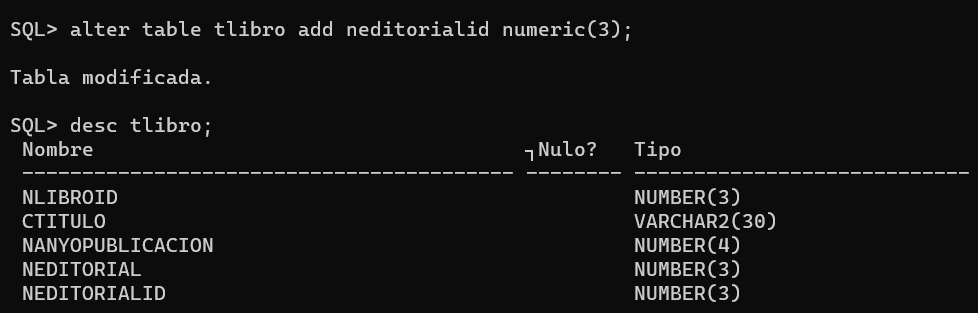 SQL> alter table tlibro add neditorialid numeric(3);
Tabla modificada.
SQL> desc tlibro;
Nombre ┐Nulo? Tipo
----------------------------------------- -------- ----------------------------
NLIBROID NUMBER(3)
CTITULO VARCHAR2(30)
NANYOPUBLICACION NUMBER(4)
NEDITORIAL NUMBER(3)
NEDITORIALID NUMBER(3)